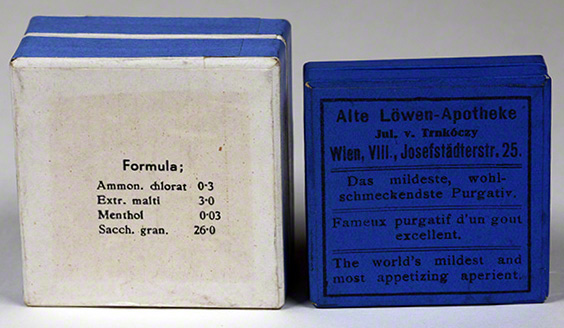 Formula;
Ammon. chlorat 0·3
Extr. malti 3·0
Menthol 0·03
Sacch. gran. 26·0
Alte Löwen-Apotheke
Jul. v. Trnkóczy
Wien, VIII., Josefstädterstr. 25.
Das mildeste, wohl-
schmeckendste Purgativ.
Fameux purgatif d'un gout
excellent.
The world's mildest and
most appetizing aperient.